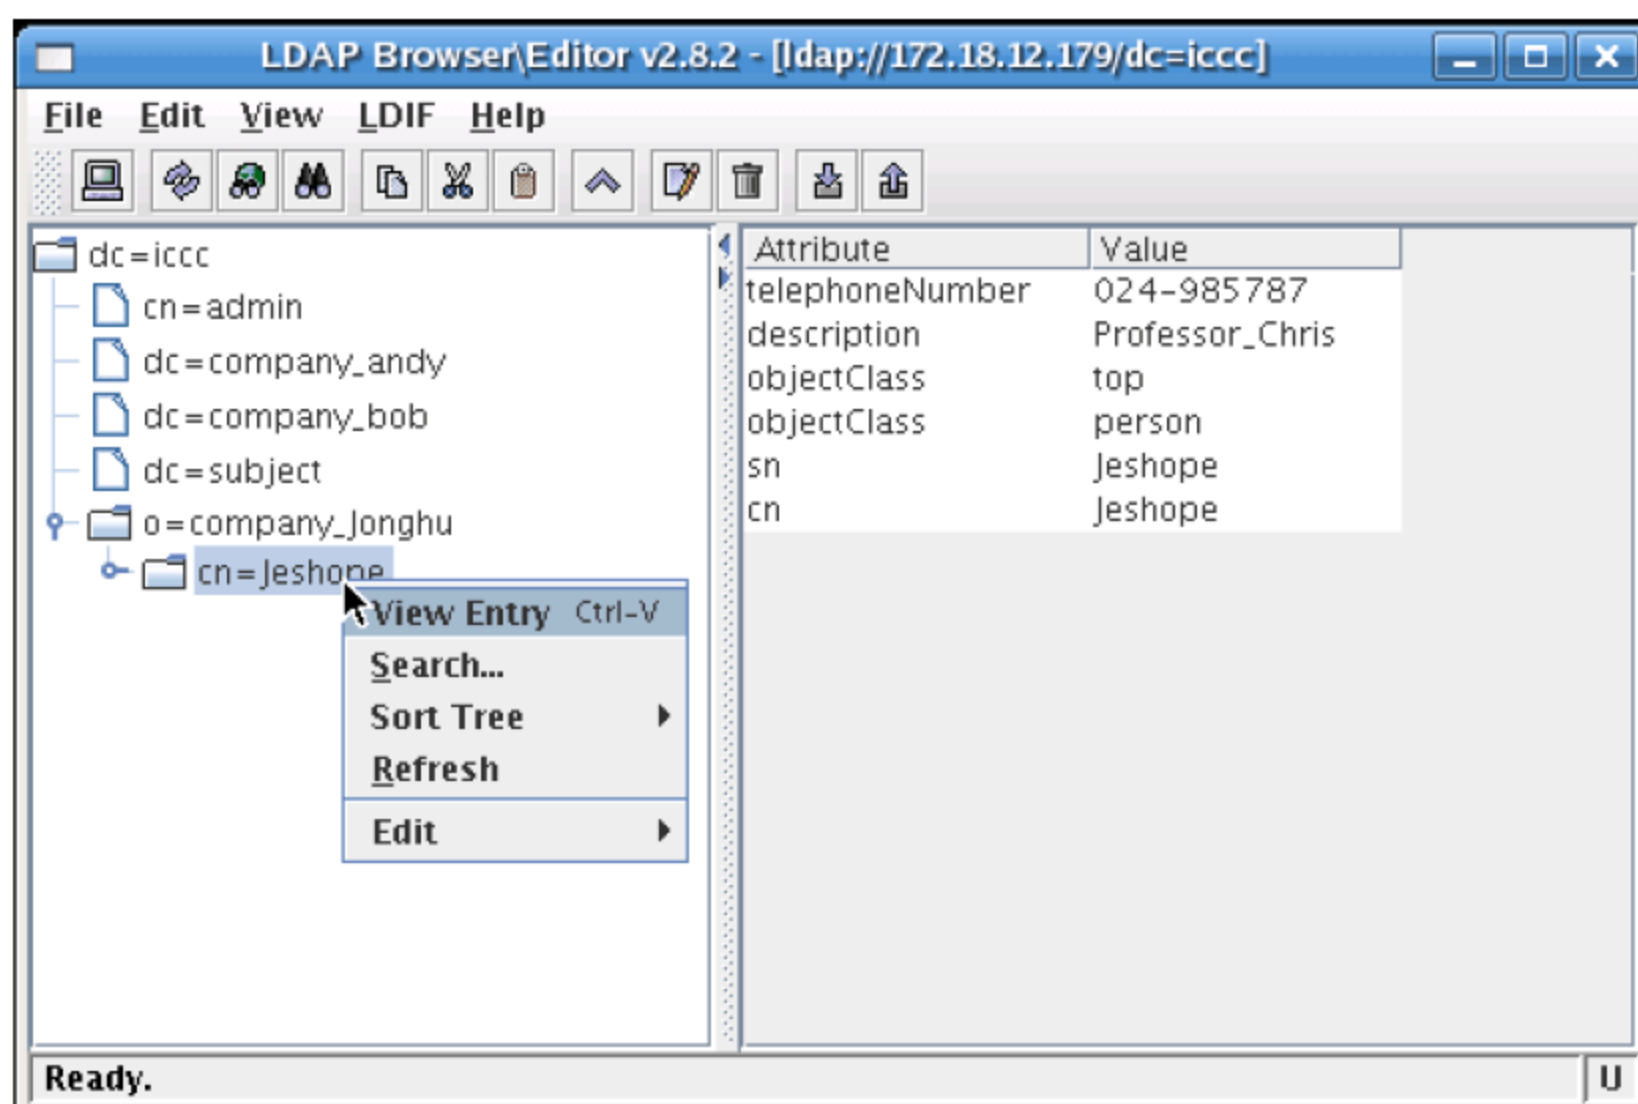 LDAP Browser\Editor v2.8.2 - [ldap://172.18.12.179/dc=iccc]
File Edit View LDIF Help
dc=iccc
cn=admin
dc=company_andy
dc=company_bob
dc=subject
o=company_Jonghu
cn=Jeshope
View Entry Ctrl-V
Search...
Sort Tree
Refresh
Edit
Attribute Value
telephoneNumber 024-985787
description Professor_Chris
objectClass top
objectClass person
sn Jeshope
cn Jeshope
Ready. U